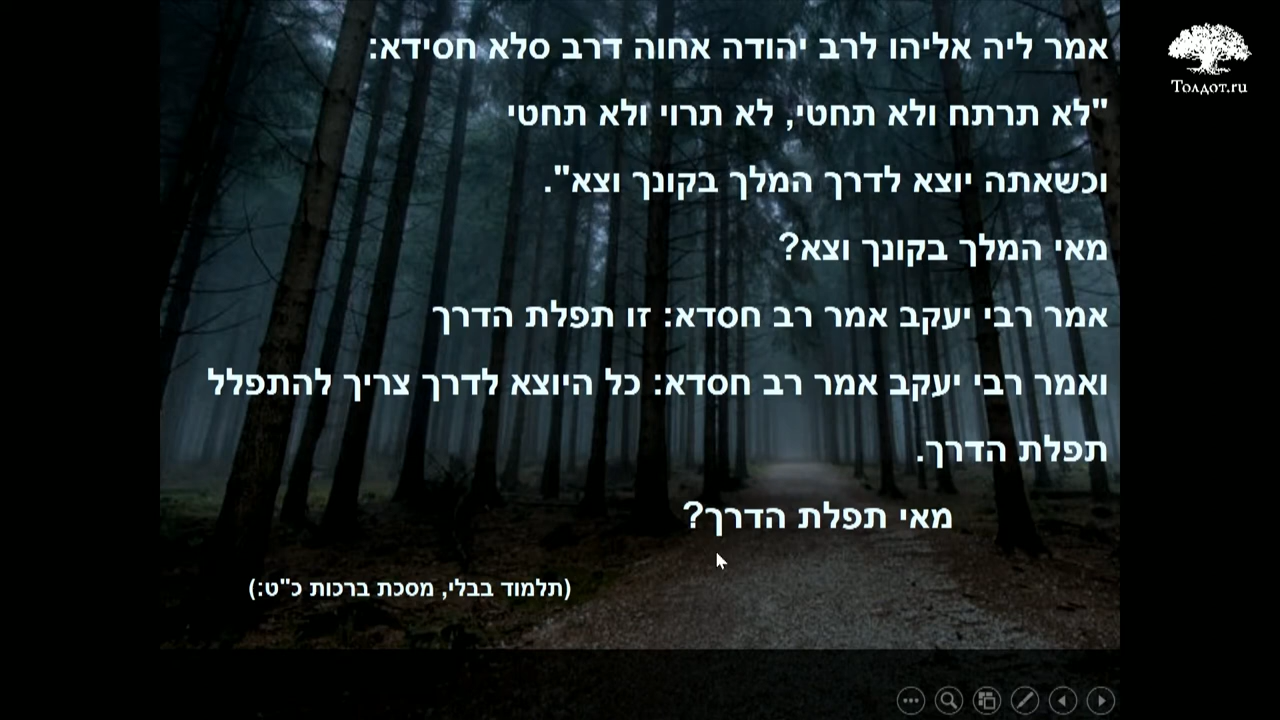 אמר ליה אליהו לרב יהודה אחוה דרב סלא חסידא:
"לא תרתח ולא תחטי, לא תרוי ולא תחטי
וכשאתה יוצא לדרך המלך בקונך וצא".
מאי המלך בקונך וצא?
אמר רבי יעקב אמר רב חסדא: זו תפלת הדרך
ואמר רבי יעקב אמר רב חסדא: כל היוצא לדרך צריך להתפלל
תפלת הדרך.
מאי תפלת הדרך?
(תלמוד בבלי, מסכת ברכות כ"ט:)
Толдот.ru